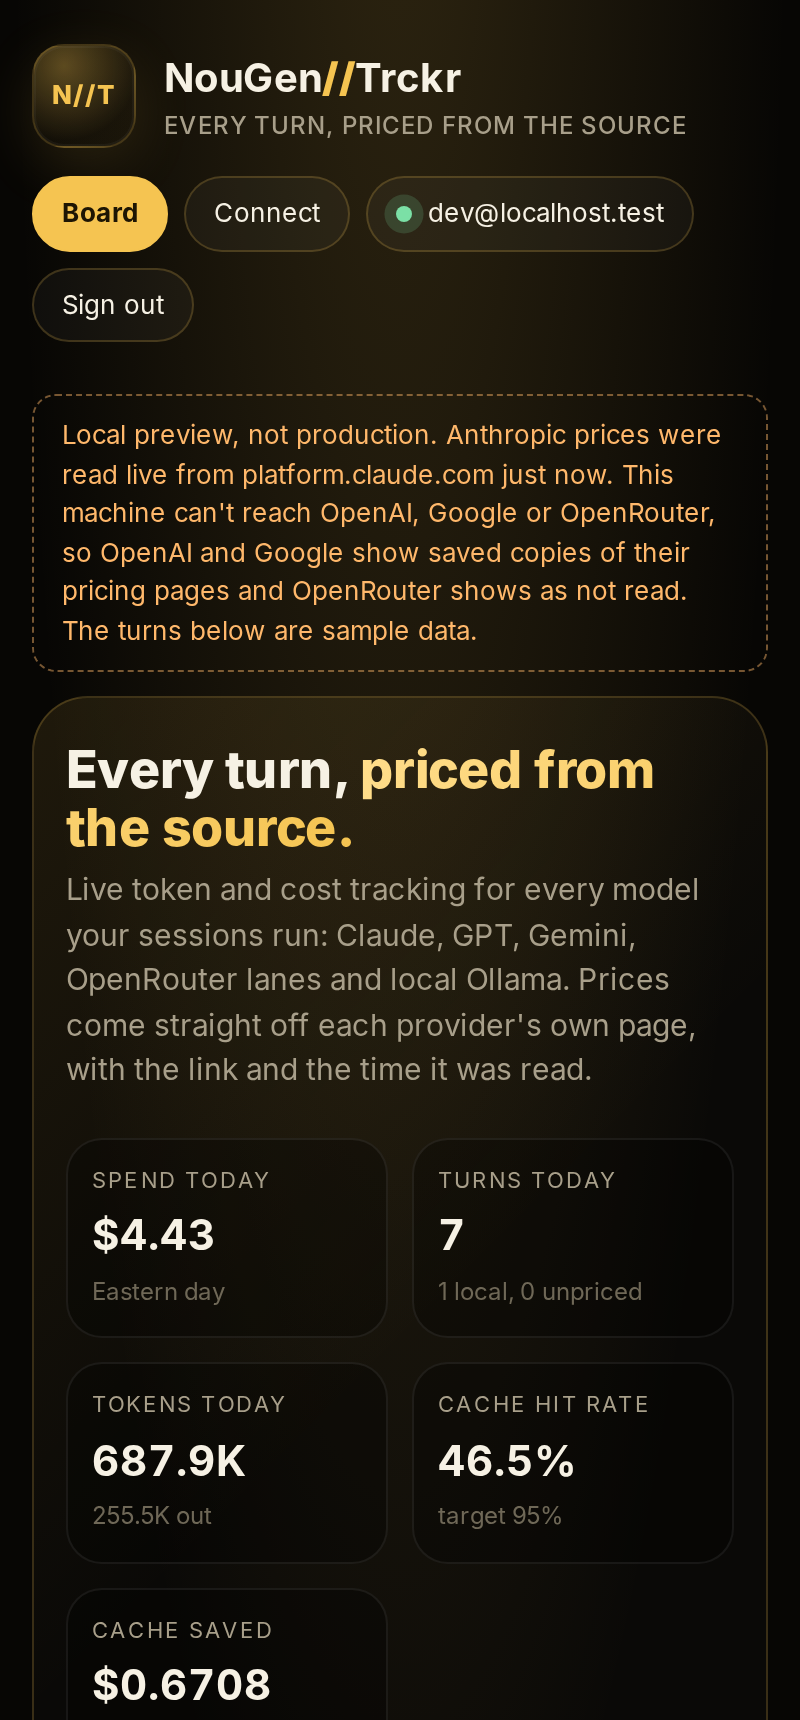 N//T
NouGen//Trckr
EVERY TURN, PRICED FROM THE SOURCE
Board
Connect
dev@localhost.test
Sign out
Local preview, not production. Anthropic prices were
read live from platform.claude.com just now. This
machine can't reach OpenAI, Google or OpenRouter,
so OpenAI and Google show saved copies of their
pricing pages and OpenRouter shows as not read.
The turns below are sample data.
Every turn, priced from
the source.
Live token and cost tracking for every model
your sessions run: Claude, GPT, Gemini,
OpenRouter lanes and local Ollama. Prices
come straight off each provider's own page,
with the link and the time it was read.
SPEND TODAY
$4.43
Eastern day
TURNS TODAY
7
1 local, 0 unpriced
TOKENS TODAY
687.9K
255.5K out
CACHE HIT RATE
46.5%
target 95%
CACHE SAVED
$0.6708